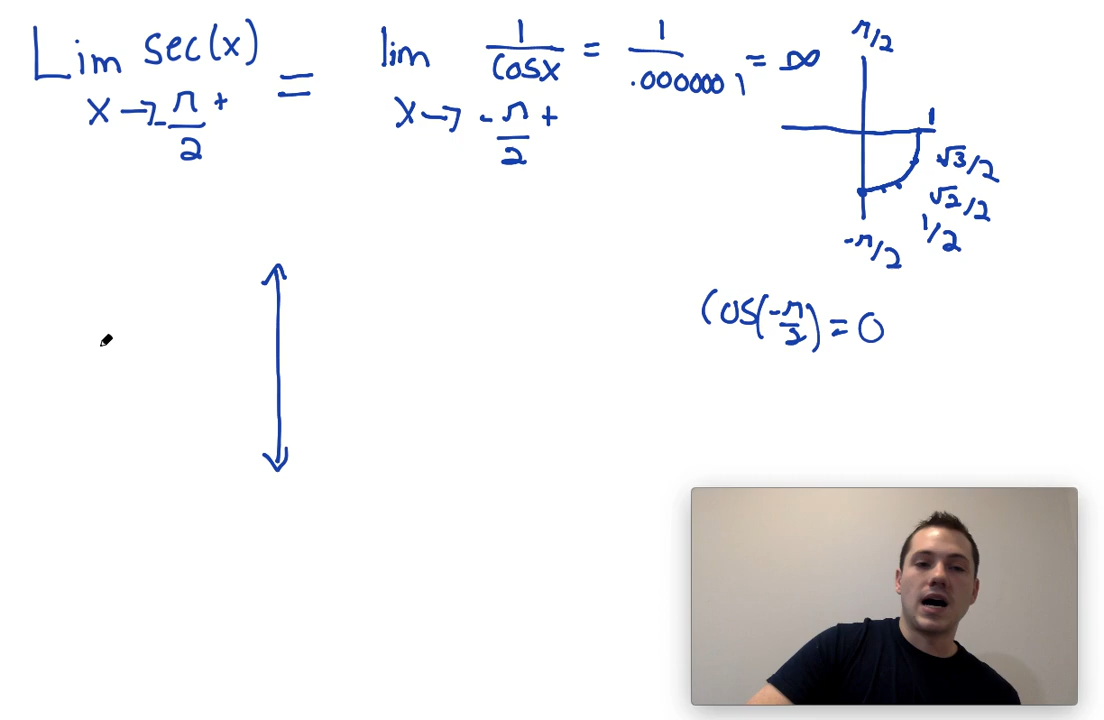 Lim sec(x) = lim 1/cosx = 1/.0000001 = ∞
x→-π/2+ x→-π/2+
π/2
1
√3/2
√2/2
1/2
-π/2
Cos(-π/2) = 0